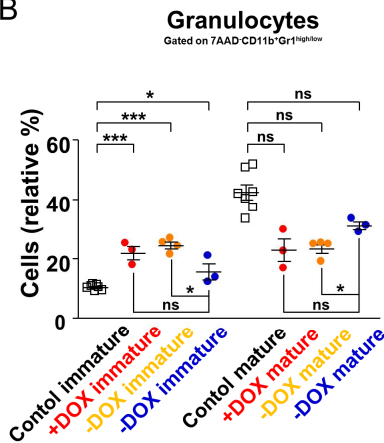 B
Granulocytes
Gated on 7AAD-CD11b+Gr1high/low
* ns
*** ns
*** ns
Cells (relative %)
60
40
20
0
* *
ns ns
Contol immature
+DOX immature
-DOX immature
-DOX immature
Contol mature
+DOX mature
-DOX mature
-DOX mature